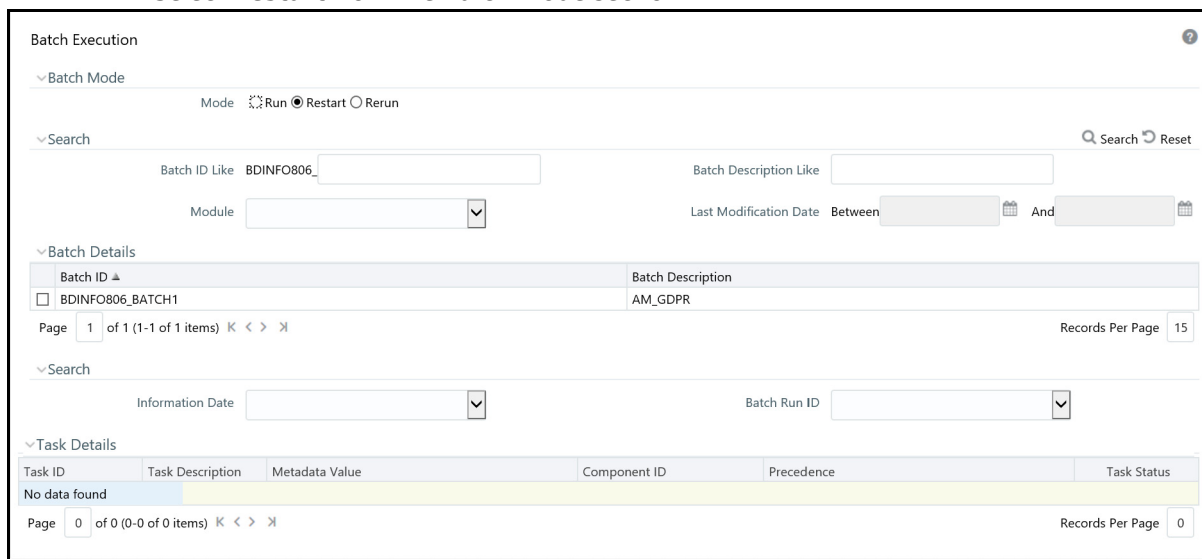 Batch Execution
Batch Mode
Mode Run Restart Rerun
Search Search Reset
Batch ID Like BDINFO806_ Batch Description Like
Module Last Modification Date Between And
Batch Details
Batch ID Batch Description
BDINFO806_BATCH1 AM_GDPR
Page 1 of 1 (1-1 of 1 items) Records Per Page 15
Search
Information Date Batch Run ID
Task Details
Task ID Task Description Metadata Value Component ID Precedence Task Status
No data found
Page 0 of 0 (0-0 of 0 items) Records Per Page 0